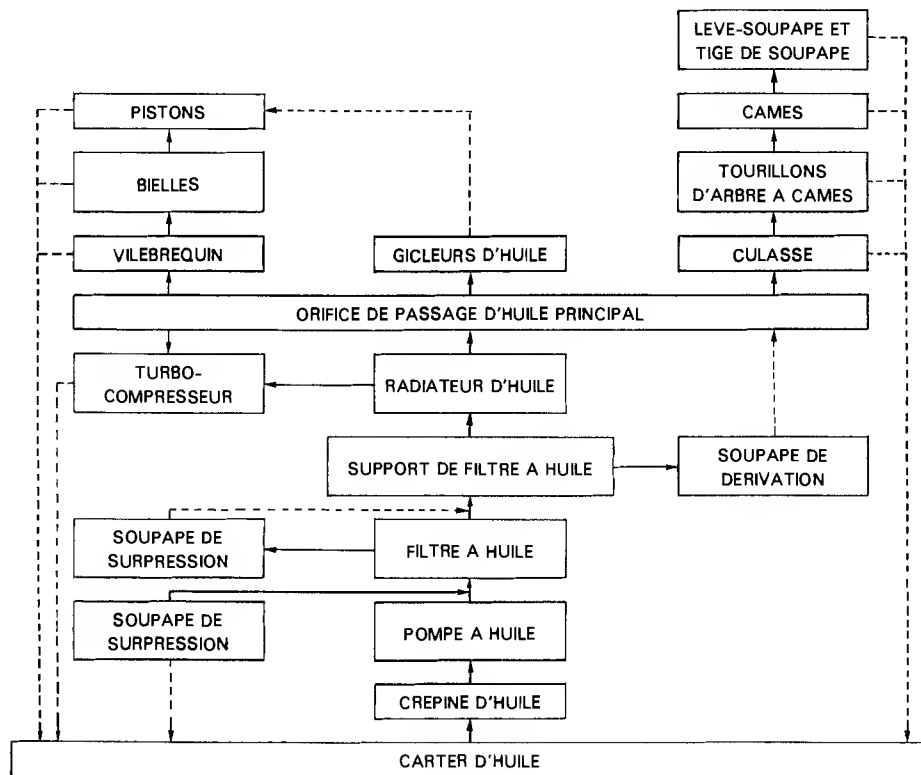 LEVE-SOUPAPE ET
TIGE DE SOUPAPE
PISTONS
CAMES
BIELLES
TOURILLONS
D'ARBRE A CAMES
VILEBREQUIN
GICLEURS D'HUILE
CULASSE
ORIFICE DE PASSAGE D'HUILE PRINCIPAL
TURBO-
COMPRESSEUR
RADIATEUR D'HUILE
SUPPORT DE FILTRE A HUILE
SOUPAPE DE
DERIVATION
SOUPAPE DE
SURPRESSION
FILTRE A HUILE
SOUPAPE DE
SURPRESSION
POMPE A HUILE
CREPINE D'HUILE
CARTER D'HUILE